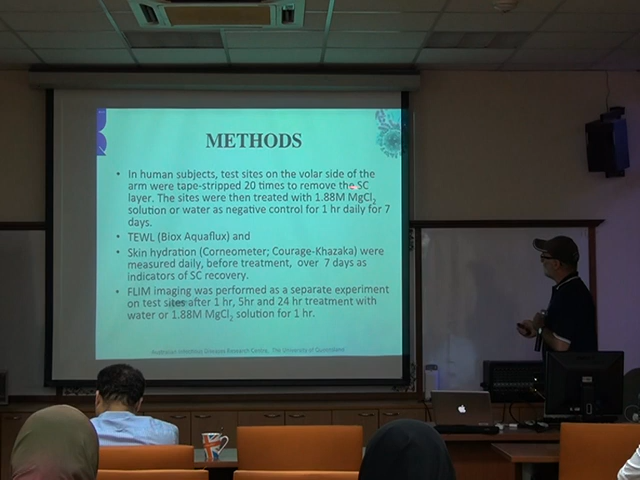 METHODS
• In human subjects, test sites on the volar side of the
arm were tape-stripped 20 times to remove the SC
layer. The sites were then treated with 1.88M MgCl₂
solution or water as negative control for 1 hr daily for 7
days.
• TEWL (Biox Aquaflux) and
• Skin hydration (Corneometer; Courage-Khazaka) were
measured daily, before treatment, over 7 days as
indicators of SC recovery.
• FLIM imaging was performed as a separate experiment
on test sites after 1 hr, 5hr and 24 hr treatment with
water or 1.88M MgCl₂ solution for 1 hr.
Australian Infectious Diseases Research Centre, The University of Queensland